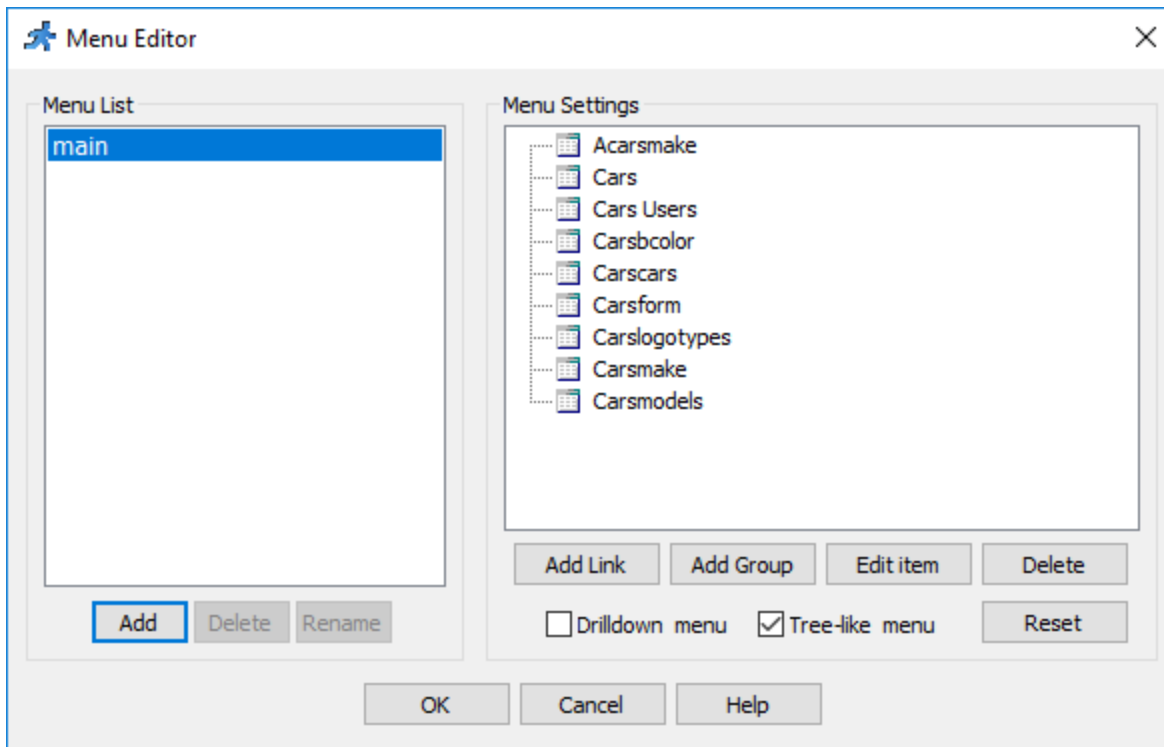 Menu Editor
Menu List
main
Add Delete Rename
Menu Settings
Acarsmake
Cars
Cars Users
Carsbcolor
Carscars
Carsform
Carslogotypes
Carsmake
Carsmodels
Add Link Add Group Edit item Delete
Drilldown menu Tree-like menu Reset
OK Cancel Help